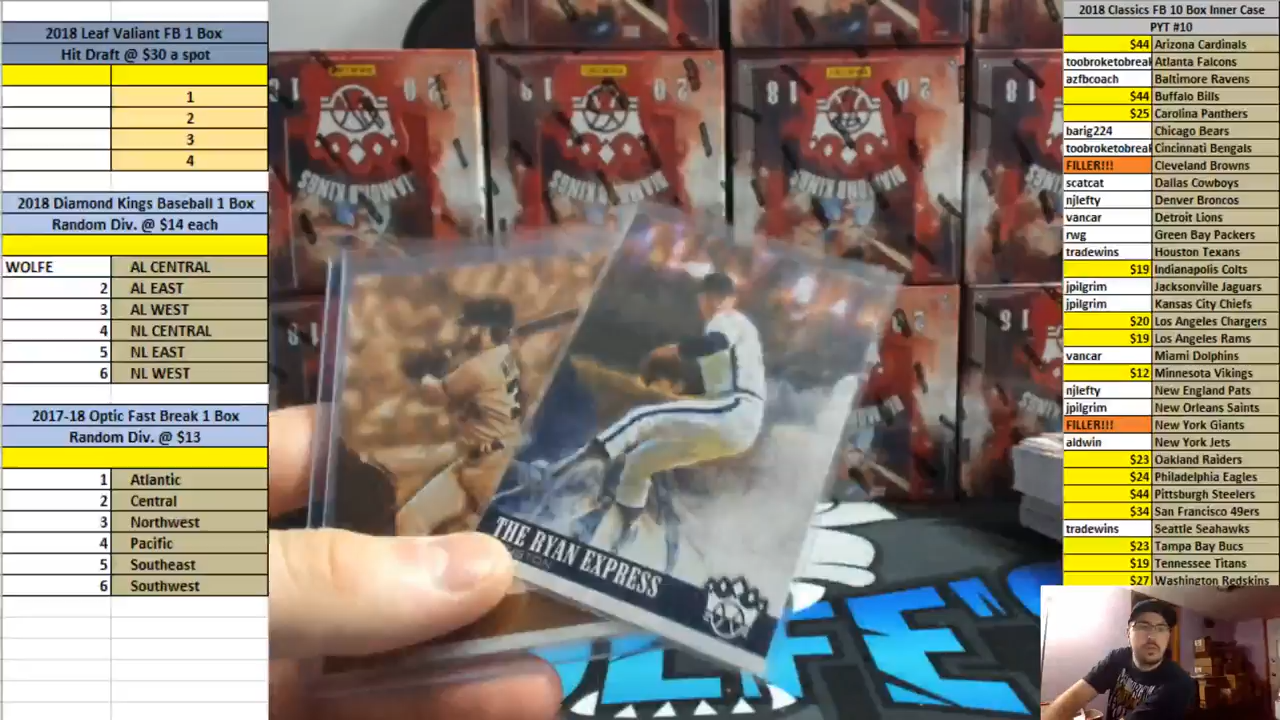 2018 Leaf Valiant FB 1 Box
Hit Draft @ $30 a spot
1
2
3
4
2018 Diamond Kings Baseball 1 Box
Random Div. @ $14 each
WOLFE AL CENTRAL
2 AL EAST
3 AL WEST
4 NL CENTRAL
5 NL EAST
6 NL WEST
2017-18 Optic Fast Break 1 Box
Random Div. @ $13
1 Atlantic
2 Central
3 Northwest
4 Pacific
5 Southeast
6 Southwest
THE RYAN EXPRESS
2018 Classics FB 10 Box Inner Case
PYT #10
$44 Arizona Cardinals
toobroketobreak Atlanta Falcons
azfbcoach Baltimore Ravens
$44 Buffalo Bills
$25 Carolina Panthers
barig224 Chicago Bears
toobroketobreak Cincinnati Bengals
FILLER!!! Cleveland Browns
scatcat Dallas Cowboys
njlefty Denver Broncos
vancar Detroit Lions
rwg Green Bay Packers
tradewins Houston Texans
$19 Indianapolis Colts
jpilgrim Jacksonville Jaguars
jpilgrim Kansas City Chiefs
$20 Los Angeles Chargers
$19 Los Angeles Rams
vancar Miami Dolphins
$12 Minnesota Vikings
njlefty New England Pats
jpilgrim New Orleans Saints
FILLER!!! New York Giants
aldwin New York Jets
$23 Oakland Raiders
$24 Philadelphia Eagles
$44 Pittsburgh Steelers
$34 San Francisco 49ers
tradewins Seattle Seahawks
$23 Tampa Bay Bucs
$19 Tennessee Titans
$27 Washington Redskins